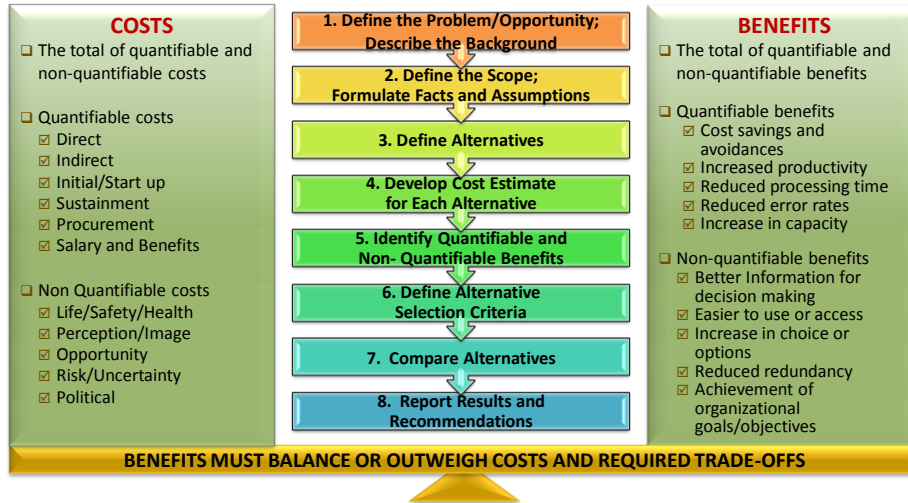 COSTS
The total of quantifiable and
non-quantifiable costs
Quantifiable costs
Direct
Indirect
Initial/Start up
Sustainment
Procurement
Salary and Benefits
Non Quantifiable costs
Life/Safety/Health
Perception/Image
Opportunity
Risk/Uncertainty
Political
1. Define the Problem/Opportunity;
Describe the Background
2. Define the Scope;
Formulate Facts and Assumptions
3. Define Alternatives
4. Develop Cost Estimate
for Each Alternative
5. Identify Quantifiable and
Non- Quantifiable Benefits
6. Define Alternative
Selection Criteria
7. Compare Alternatives
8. Report Results and
Recommendations
BENEFITS
The total of quantifiable and
non-quantifiable benefits
Quantifiable benefits
Cost savings and
avoidances
Increased productivity
Reduced processing time
Reduced error rates
Increase in capacity
Non-quantifiable benefits
Better Information for
decision making
Easier to use or access
Increase in choice or
options
Reduced redundancy
Achievement of
organizational
goals/objectives
BENEFITS MUST BALANCE OR OUTWEIGH COSTS AND REQUIRED TRADE-OFFS